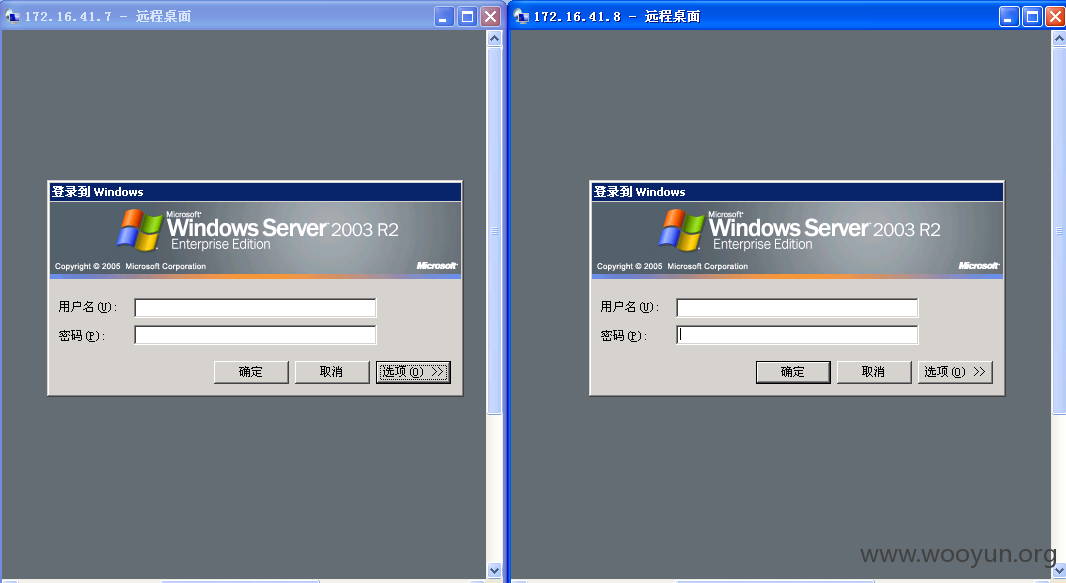 172.16.41.7 - 远程桌面
登录到 Windows
Microsoft
Windows Server 2003 R2
Enterprise Edition
Copyright © 2005 Microsoft Corporation
Microsoft
用户名(U):
密码(P):
确定
取消
选项(O) >>
172.16.41.8 - 远程桌面
登录到 Windows
Microsoft
Windows Server 2003 R2
Enterprise Edition
Copyright © 2005 Microsoft Corporation
Microsoft
用户名(U):
密码(P):
确定
取消
选项(O) >>
www.wooyun.org